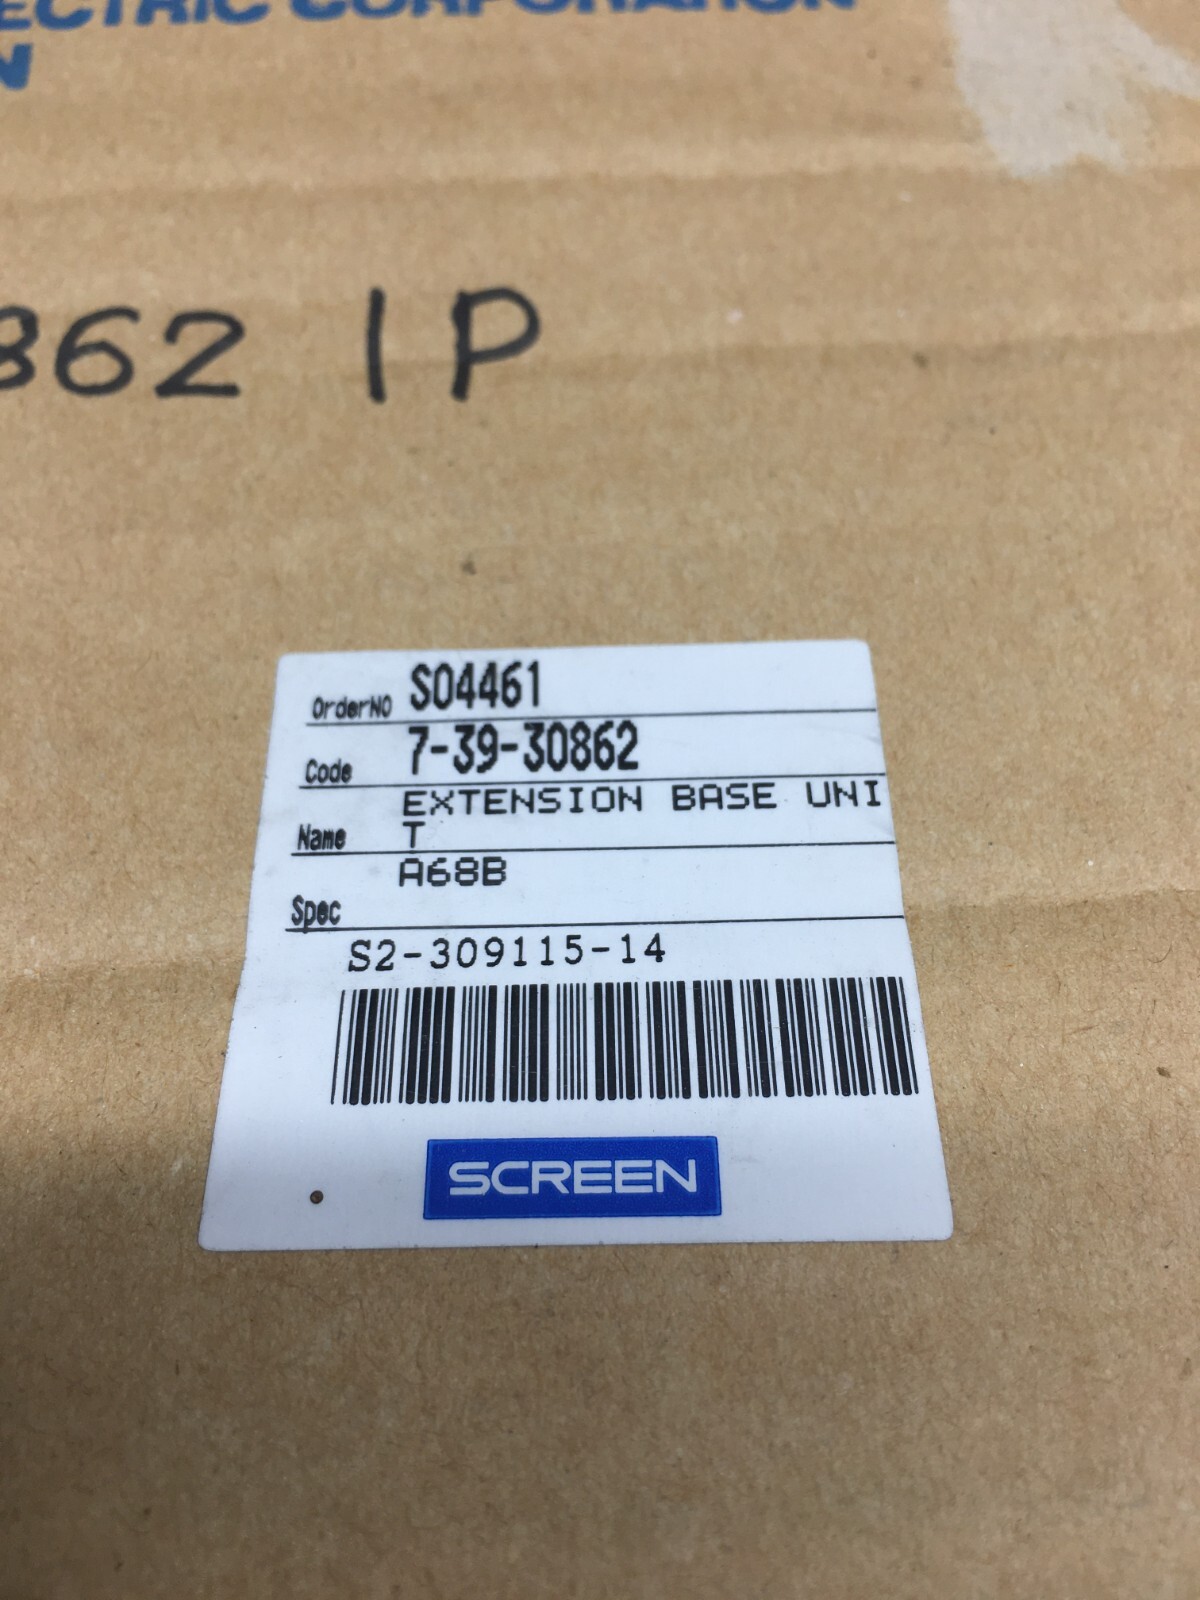 ECTRIC CORPORATION
N
862 1P
OrderNO S04461
Code 7-39-30862
EXTENSION BASE UNI
Name T
A68B
Spec
S2-309115-14
SCREEN